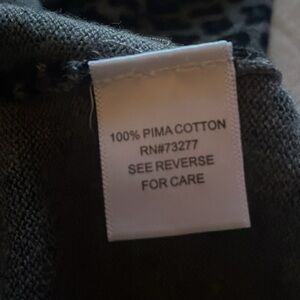 100% PIMA COTTON
RN#73277
SEE REVERSE
FOR CARE